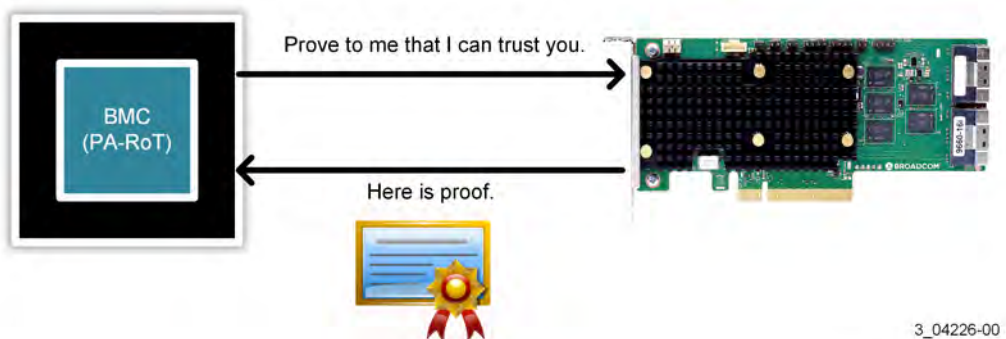 Prove to me that I can trust you.
BMC
(PA-RoT)
9660-16i
BROADCOM
Here is proof.
3_04226-00